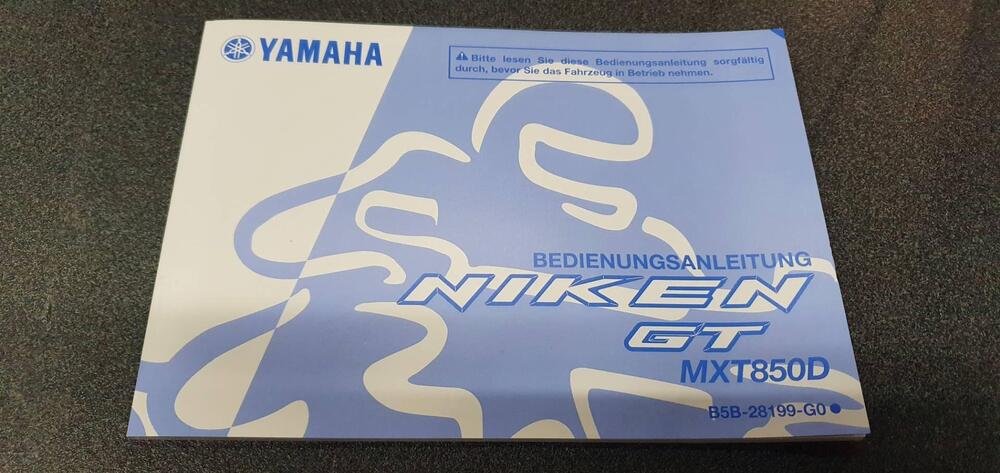 YAMAHA
Bitte lesen Sie diese Bedienungsanleitung sorgfältig
durch, bevor Sie das Fahrzeug in Betrieb nehmen.
BEDIENUNGSANLEITUNG
NIKEN
GT
MXT850D
B5B-28199-G0